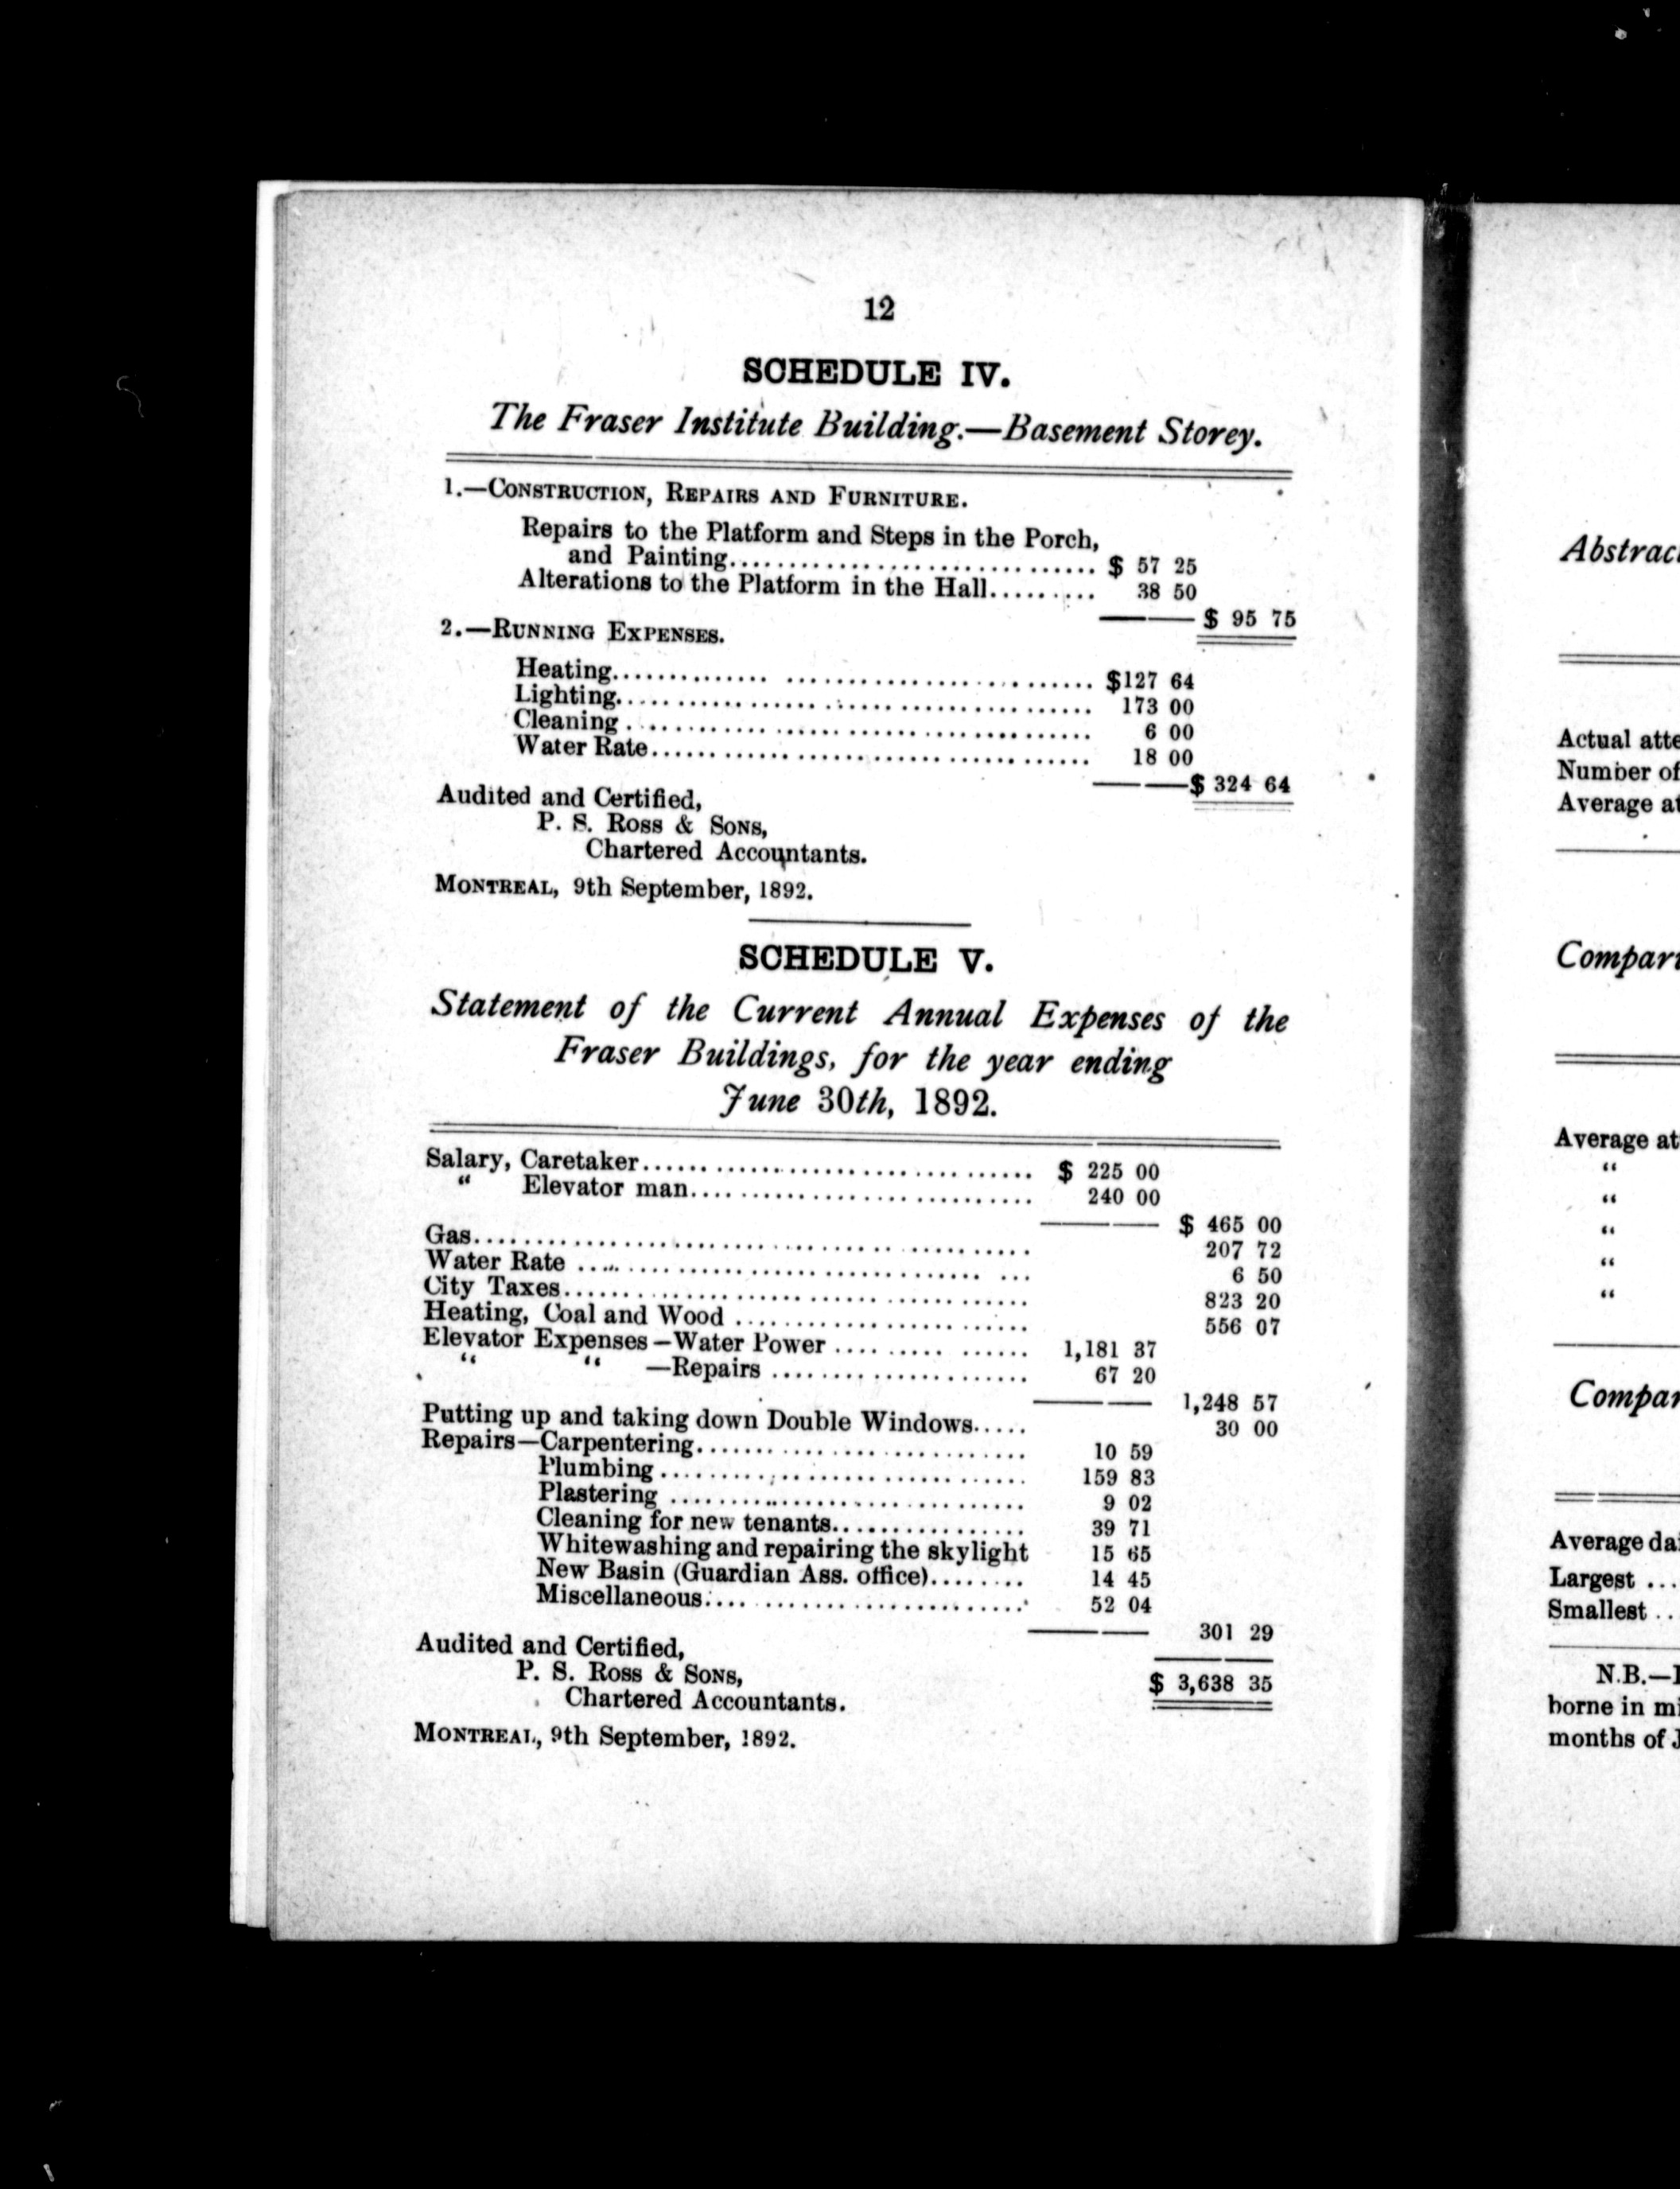 12
SCHEDULE IV.
The Fraser Institute Building.—Basement Storey.
1.—CONSTRUCTION, REPAIRS AND FURNITURE.
Repairs to the Platform and Steps in the Porch,
and Painting.............................. $ 57 25
Alterations to the Platform in the Hall......... 38 50
$ 95 75
2.—RUNNING EXPENSES.
Heating.................................... $127 64
Lighting.................................... 173 00
Cleaning.................................... 6 00
Water Rate.................................... 18 00
$ 324 64
Audited and Certified,
P. S. ROSS & SONS,
Chartered Accountants.
MONTREAL, 9th September, 1892.
SCHEDULE V.
Statement of the Current Annual Expenses of the
Fraser Buildings, for the year ending
June 30th, 1892.
Salary, Caretaker.................................. $ 225 00
“ Elevator man............................. 240 00
$ 465 00
Gas.............................................. 207 72
Water Rate ...................................... 6 50
City Taxes....................................... 823 20
Heating, Coal and Wood ........................ 556 07
Elevator Expenses—Water Power ................ 1,181 37
“ “ —Repairs ...................... 67 20
1,248 57
Putting up and taking down Double Windows..... 30 00
Repairs—Carpentering............................ 10 59
Plumbing................................ 159 83
Plastering .............................. 9 02
Cleaning for new tenants................. 39 71
Whitewashing and repairing the skylight 15 65
New Basin (Guardian Ass. office)........ 14 45
Miscellaneous........................... 52 04
301 29
Audited and Certified,
P. S. ROSS & SONS,
$ 3,638 35
Chartered Accountants.
MONTREAL, 9th September, 1892.
Actual
Number of
Average
Average
“
“
“
“
“
Average
Largest ...
Smallest ..
N.B.—
borne in
months of